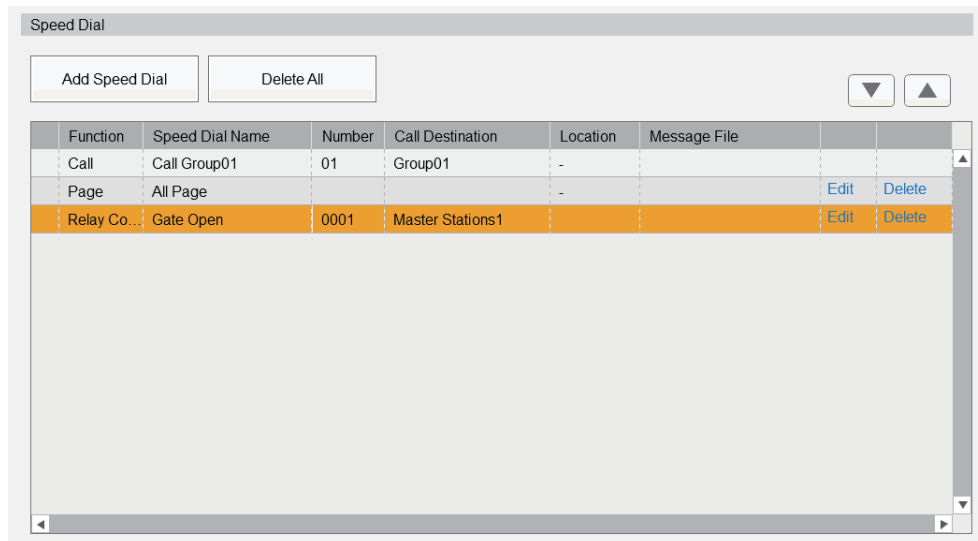 Speed Dial
Add Speed Dial Delete All
Function Speed Dial Name Number Call Destination Location Message File
Call Call Group01 01 Group01 -
Page All Page - Edit Delete
Relay Co... Gate Open 0001 Master Stations1 Edit Delete